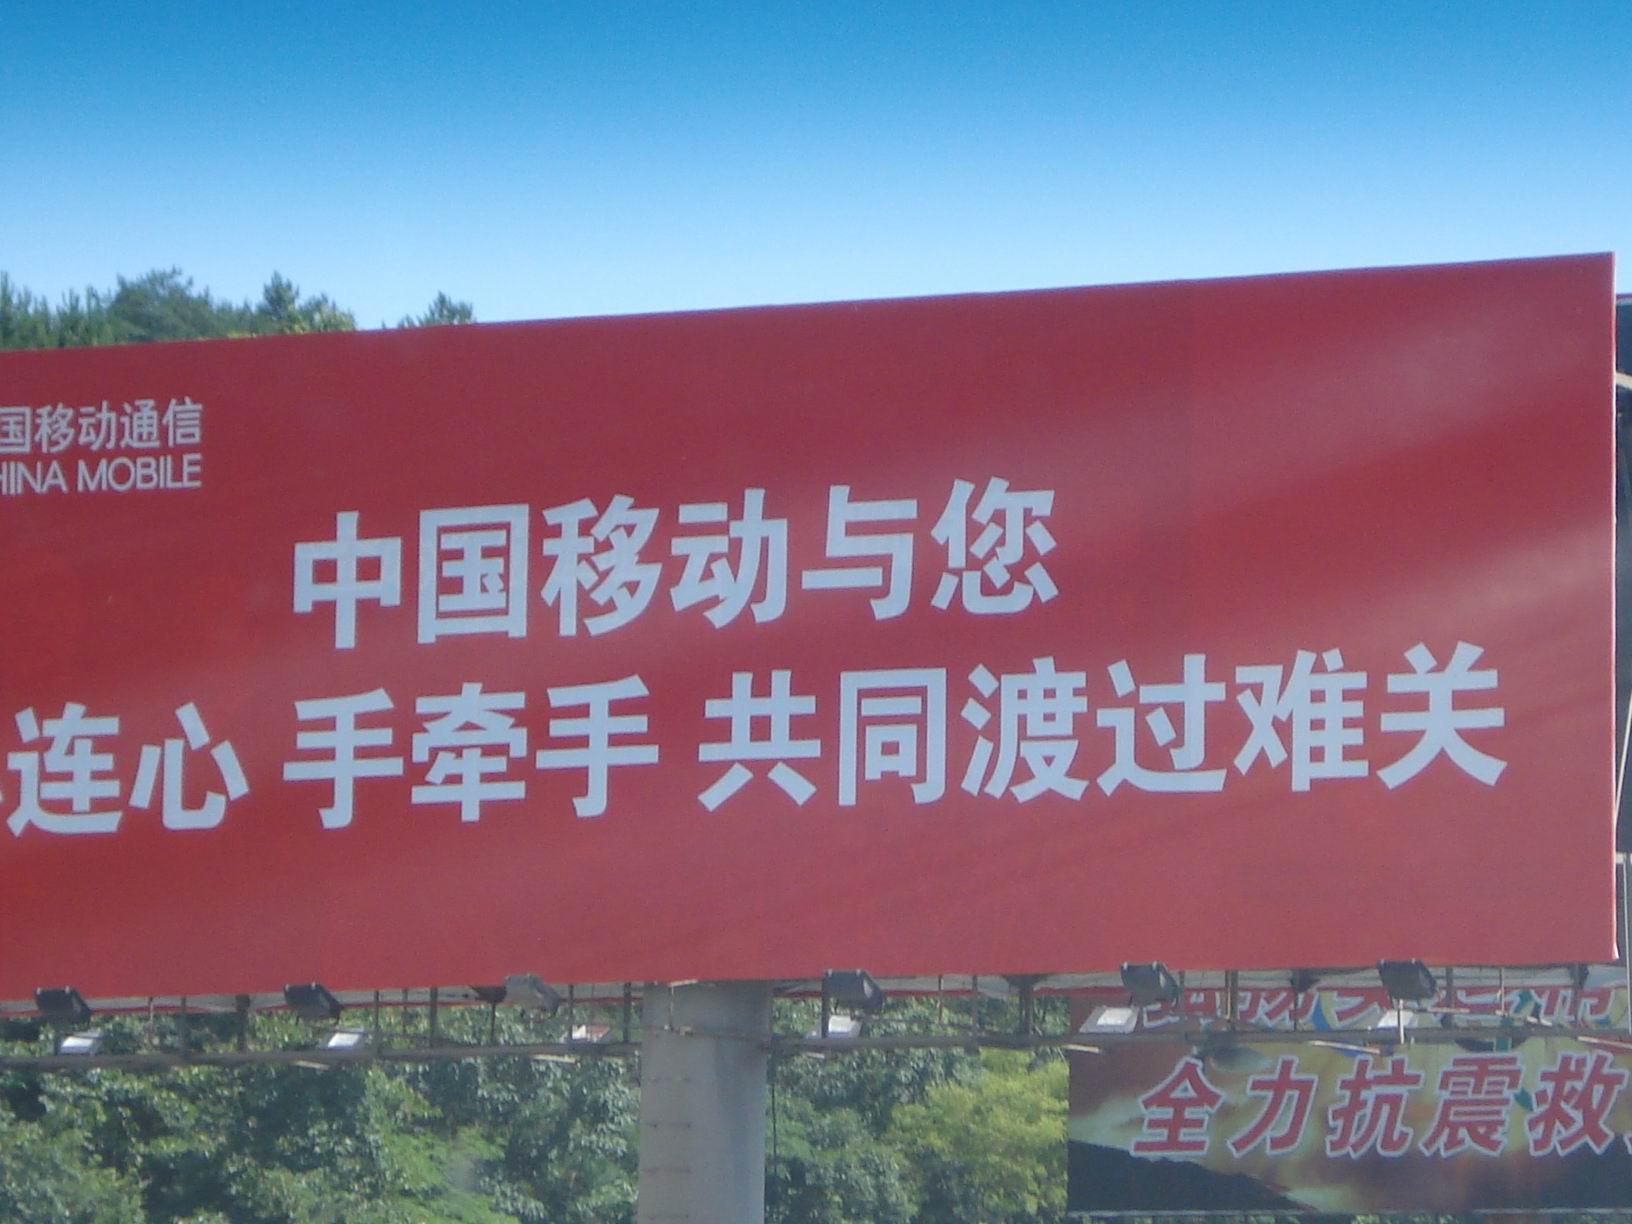 国移动通信
HINA MOBILE
中国移动与您
连心 手牵手 共同渡过难关
全力抗震救